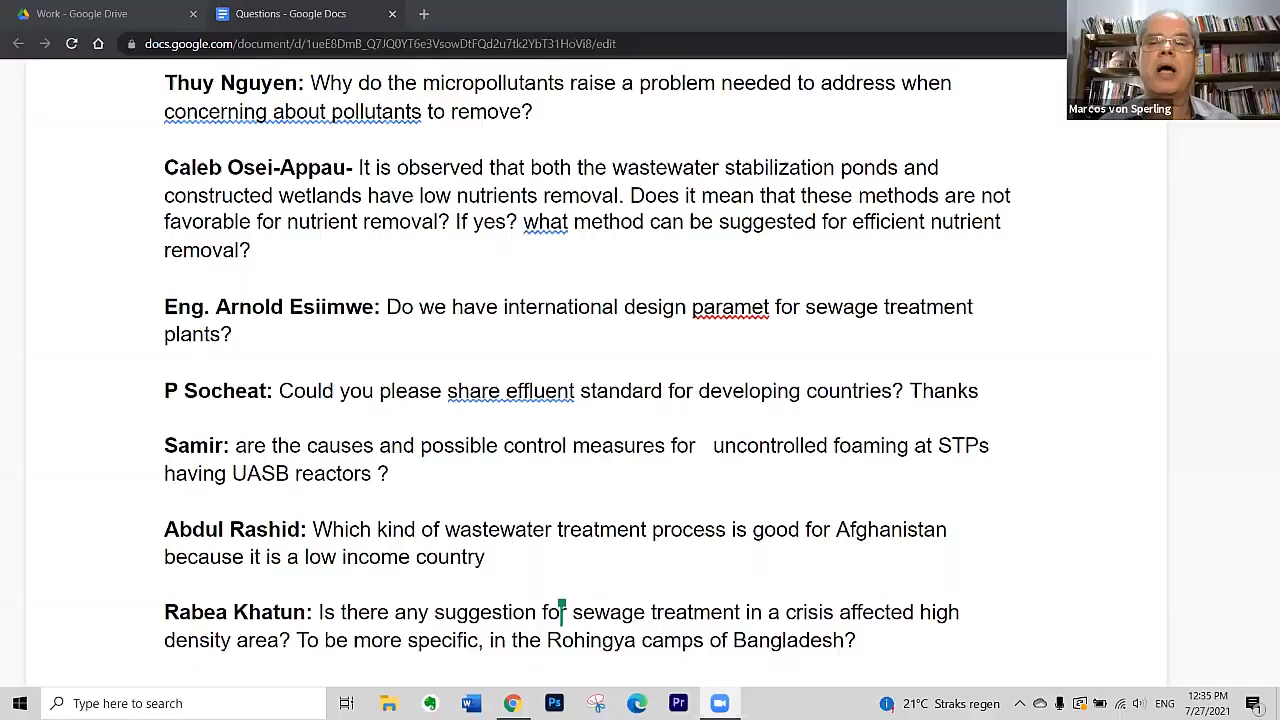 Work - Google Drive
Questions - Google Docs
docs.google.com/document/d/1ueE8DmB_Q7JQ0YT6e3VsowDtFQd2u7tk2YbT31HoVi8/edit
Marcos von Sperling
Thuy Nguyen: Why do the micropollutants raise a problem needed to address when
concerning about pollutants to remove?
Caleb Osei-Appau- It is observed that both the wastewater stabilization ponds and
constructed wetlands have low nutrients removal. Does it mean that these methods are not
favorable for nutrient removal? If yes? what method can be suggested for efficient nutrient
removal?
Eng. Arnold Esiimwe: Do we have international design paramet for sewage treatment
plants?
P Socheat: Could you please share effluent standard for developing countries? Thanks
Samir: are the causes and possible control measures for uncontrolled foaming at STPs
having UASB reactors ?
Abdul Rashid: Which kind of wastewater treatment process is good for Afghanistan
because it is a low income country
Rabea Khatun: Is there any suggestion for sewage treatment in a crisis affected high
density area? To be more specific, in the Rohingya camps of Bangladesh?
Type here to search
21°C Straks regen
ENG
12:35 PM
7/27/2021
1